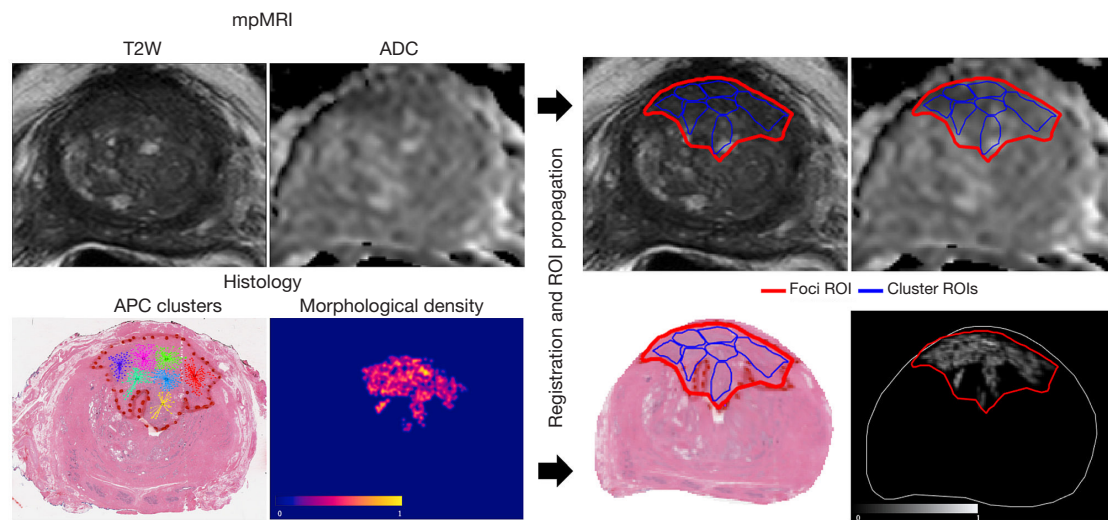 mpMRI
T2W
ADC
Histology
APC clusters
Morphological density
0
1
Registration and ROI propagation
Foci ROI
Cluster ROIs
0
1